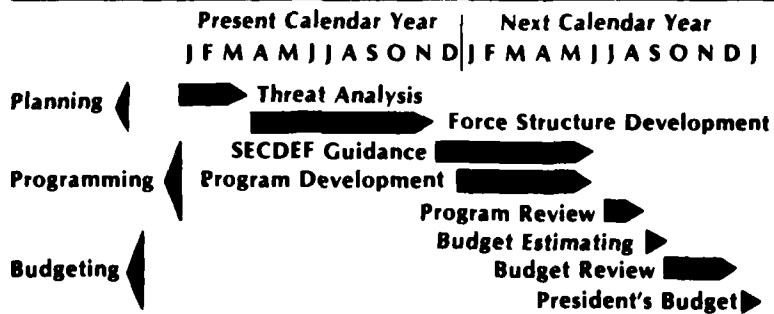 Present Calendar Year Next Calendar Year
J F M A M J J A S O N D J F M A M J J A S O N D J
Planning Threat Analysis
Force Structure Development
SECDEF Guidance
Programming Program Development
Program Review
Budget Estimating
Budgeting Budget Review
President's Budget